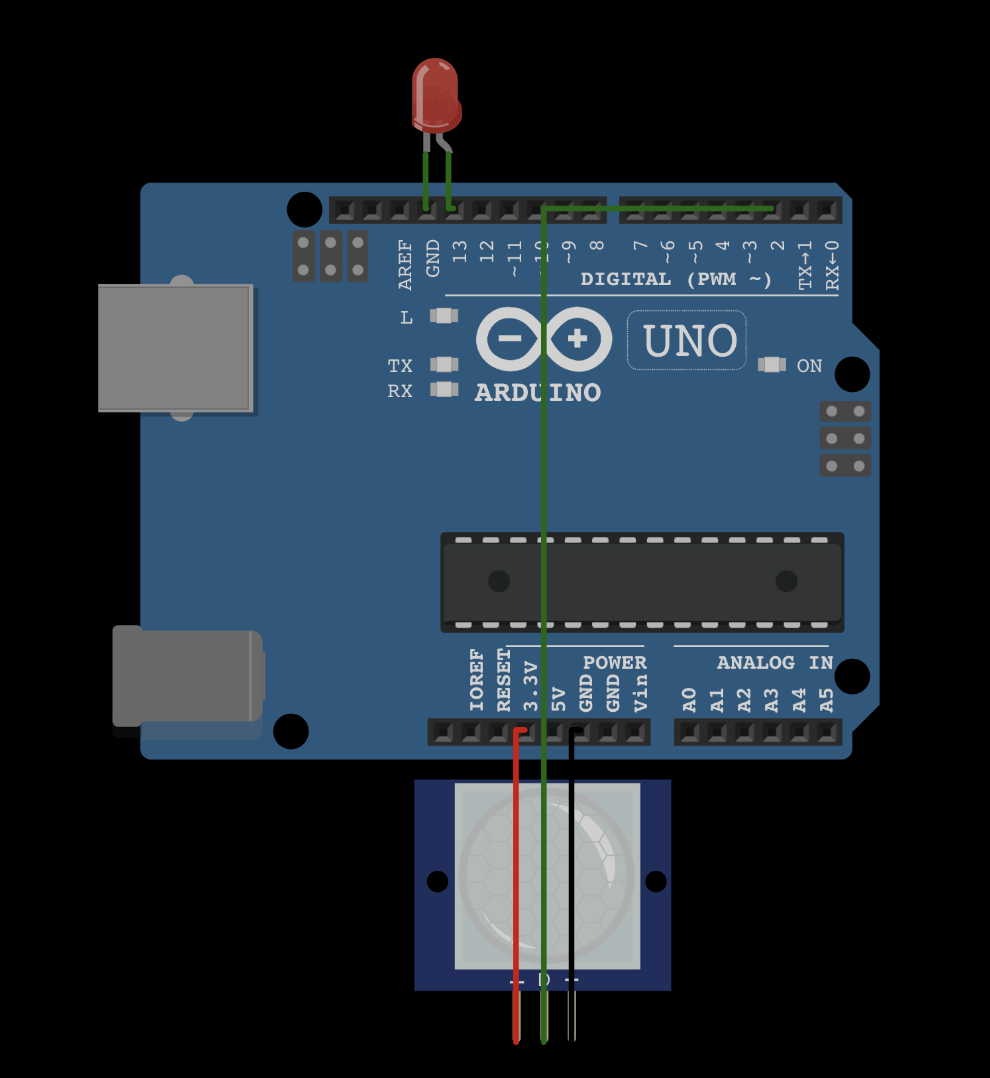 AREF
GND
13
12
~11
~10
~9
8
7
~6
~5
4
~3
2
TX→1
RX←0
DIGITAL (PWM ~)
L
TX
RX
ARDUINO
UNO
ON
POWER
ANALOG IN
IOREF
RESET
3.3V
5V
GND
GND
Vin
A0
A1
A2
A3
A4
A5
D